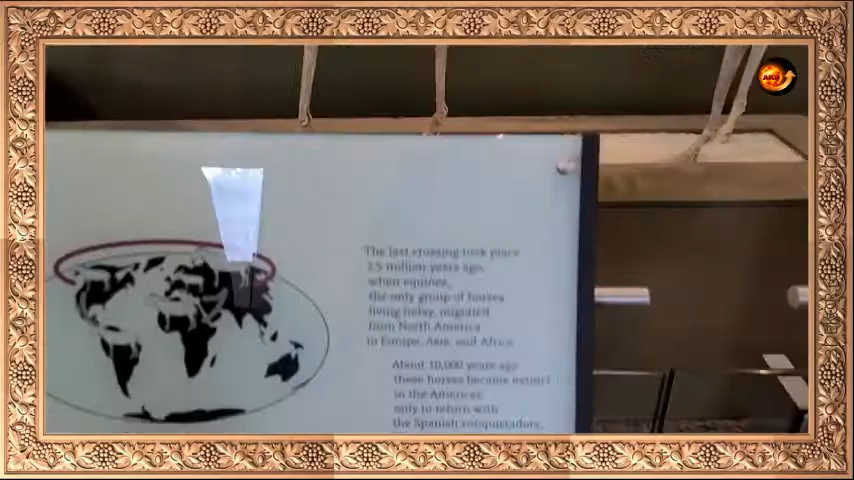 The last crossing took place
2.5 million years ago,
when equines,
the only group of horses
living today, migrated
from North America
to Europe, Asia, and Africa.
About 10,000 years ago
these horses became extinct
in the Americas,
only to return with
the Spanish conquistadors.